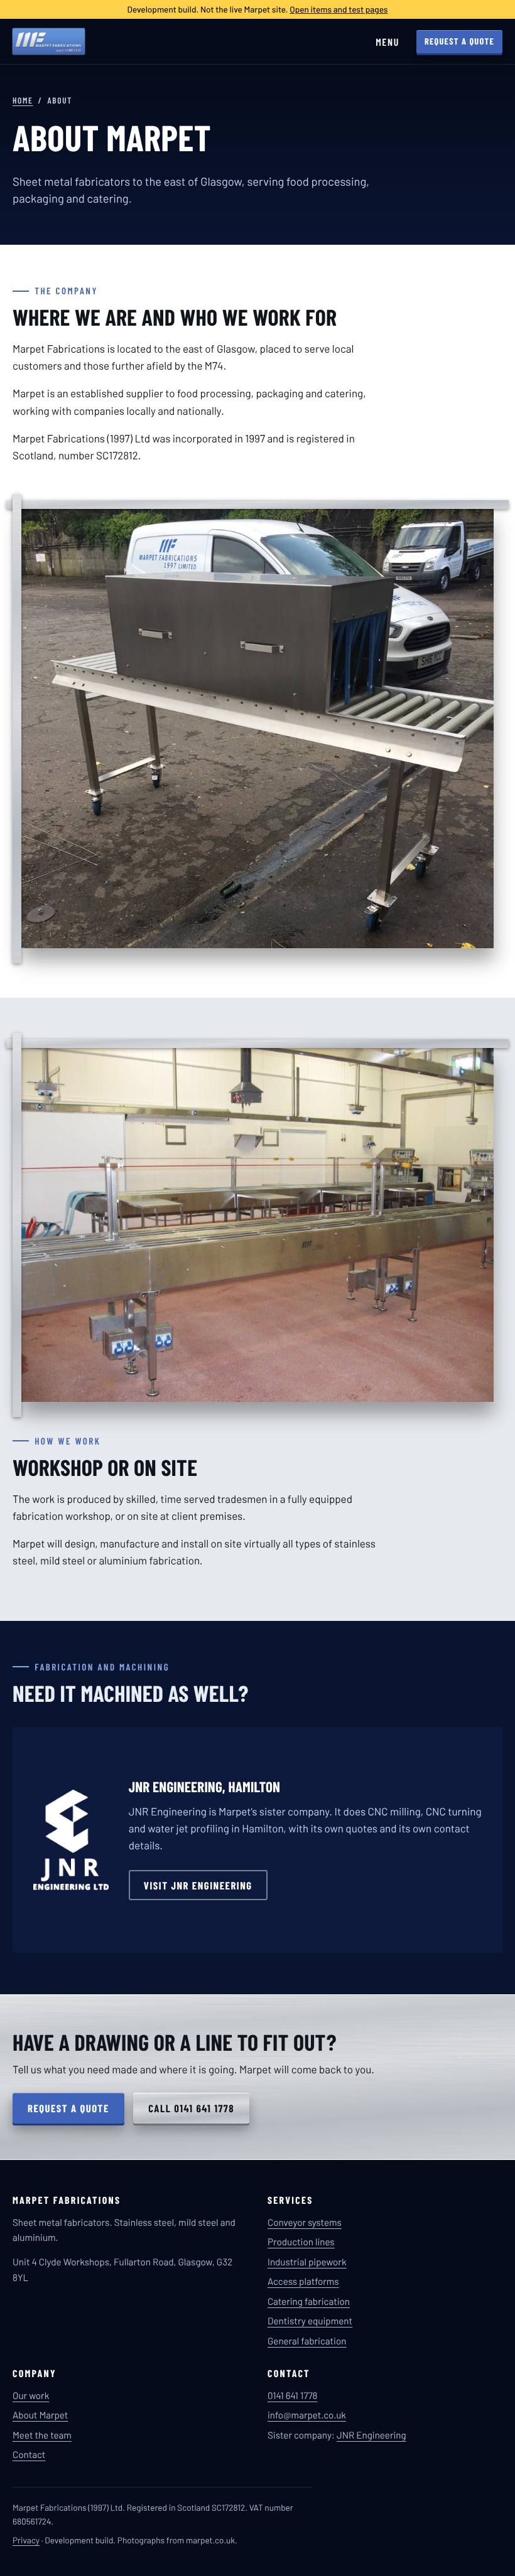 Development build. Not the live Marpet site. Open items and test pages
MARPET FABRICATIONS
MENU
REQUEST A QUOTE
HOME / ABOUT
ABOUT MARPET
Sheet metal fabricators to the east of Glasgow, serving food processing,
packaging and catering.
THE COMPANY
WHERE WE ARE AND WHO WE WORK FOR
Marpet Fabrications is located to the east of Glasgow, placed to serve local
customers and those further afield by the M74.
Marpet is an established supplier to food processing, packaging and catering,
working with companies locally and nationally.
Marpet Fabrications (1997) Ltd was incorporated in 1997 and is registered in
Scotland, number SC172812.
MARPET FABRICATIONS
1997 LIMITED
HOW WE WORK
WORKSHOP OR ON SITE
The work is produced by skilled, time served tradesmen in a fully equipped
fabrication workshop, or on site at client premises.
Marpet will design, manufacture and install on site virtually all types of stainless
steel, mild steel or aluminium fabrication.
FABRICATION AND MACHINING
NEED IT MACHINED AS WELL?
JNR
ENGINEERING LTD
JNR ENGINEERING, HAMILTON
JNR Engineering is Marpet's sister company. It does CNC milling, CNC turning
and water jet profiling in Hamilton, with its own quotes and its own contact
details.
VISIT JNR ENGINEERING
HAVE A DRAWING OR A LINE TO FIT OUT?
Tell us what you need made and where it is going. Marpet will come back to you.
REQUEST A QUOTE
CALL 0141 641 1778
MARPET FABRICATIONS
Sheet metal fabricators. Stainless steel, mild steel and
aluminium.
Unit 4 Clyde Workshops, Fullarton Road, Glasgow, G32
8YL
SERVICES
Conveyor systems
Production lines
Industrial pipework
Access platforms
Catering fabrication
Dentistry equipment
General fabrication
COMPANY
Our work
About Marpet
Meet the team
Contact
CONTACT
0141 641 1778
info@marpet.co.uk
Sister company: JNR Engineering
Marpet Fabrications (1997) Ltd. Registered in Scotland SC172812. VAT number
680561724.
Privacy · Development build. Photographs from marpet.co.uk.